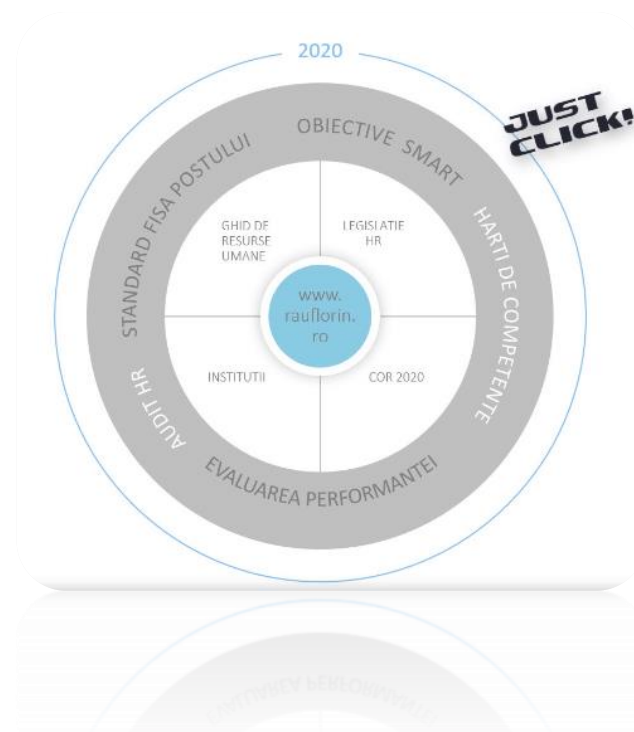 2020
JUST
CLICK!
STANDARD FISA POSTULUI
OBIECTIVE SMART
HARTI DE COMPETENTE
GHID DE
RESURSE
UMANE
LEGISLATIE
HR
www.
rauflorin.
ro
INSTITUTII
COR 2020
AUDIT HR
EVALUAREA PERFORMANTEI